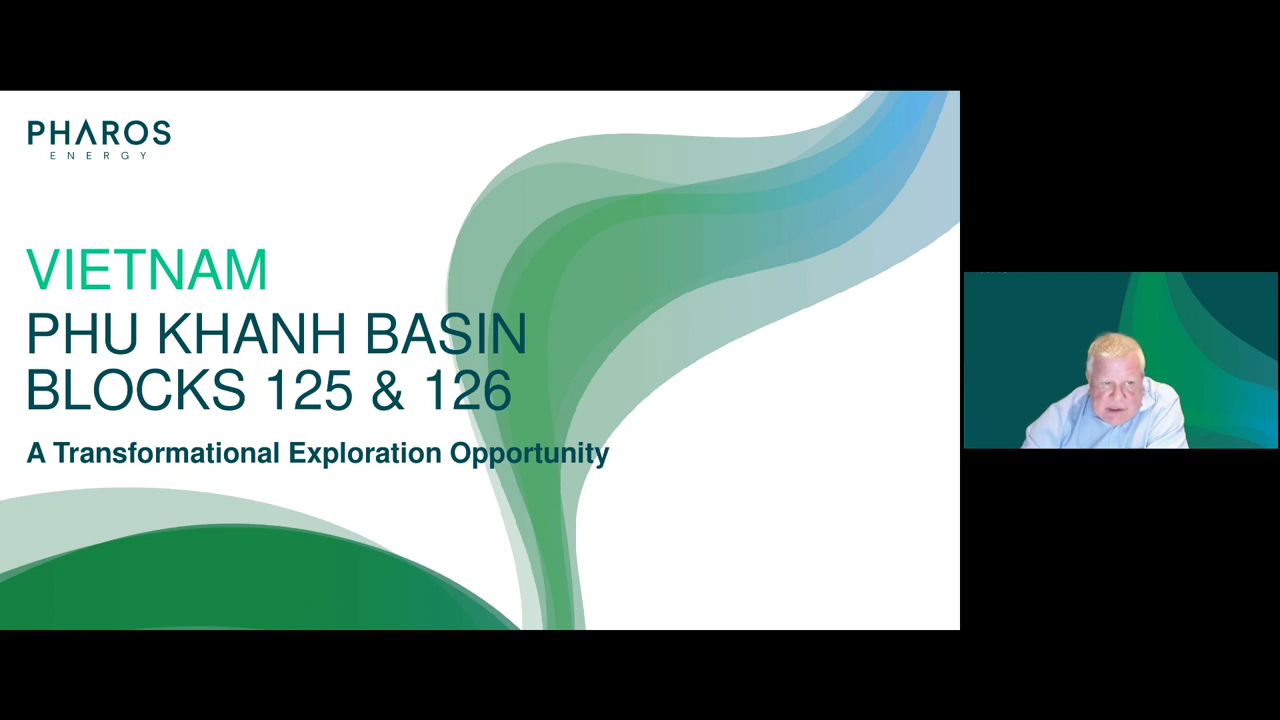 PHAROS
ENERGY
VIETNAM
PHU KHANH BASIN
BLOCKS 125 & 126
A Transformational Exploration Opportunity